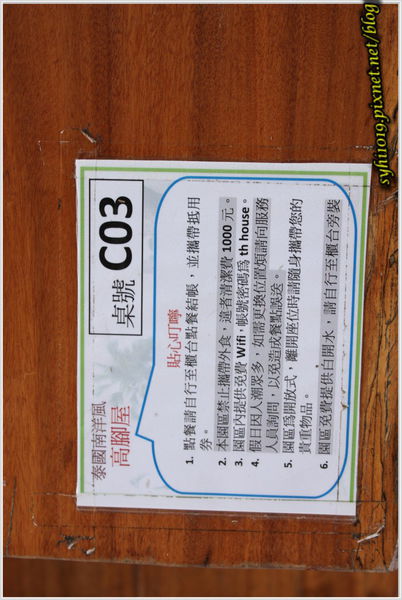 泰國南洋風
高腳屋
桌號 C03
貼心叮嚀
1. 點餐請自行至櫃台點餐結帳，並攜帶抵用
券。
2. 本園區禁止攜帶外食，違者清潔費 1000 元。
3. 園區內提供免費 Wifi，帳號密碼為 th house。
4. 假日因人潮眾多，如需更換位置煩請向服務
人員詢問，以免造成餐點誤送。
5. 園區為開放式，離開座位時請隨身攜帶您的
貴重物品。
6. 園區免費提供白開水，請自行至櫃台旁裝
syfu1019.pixnet.net/blog